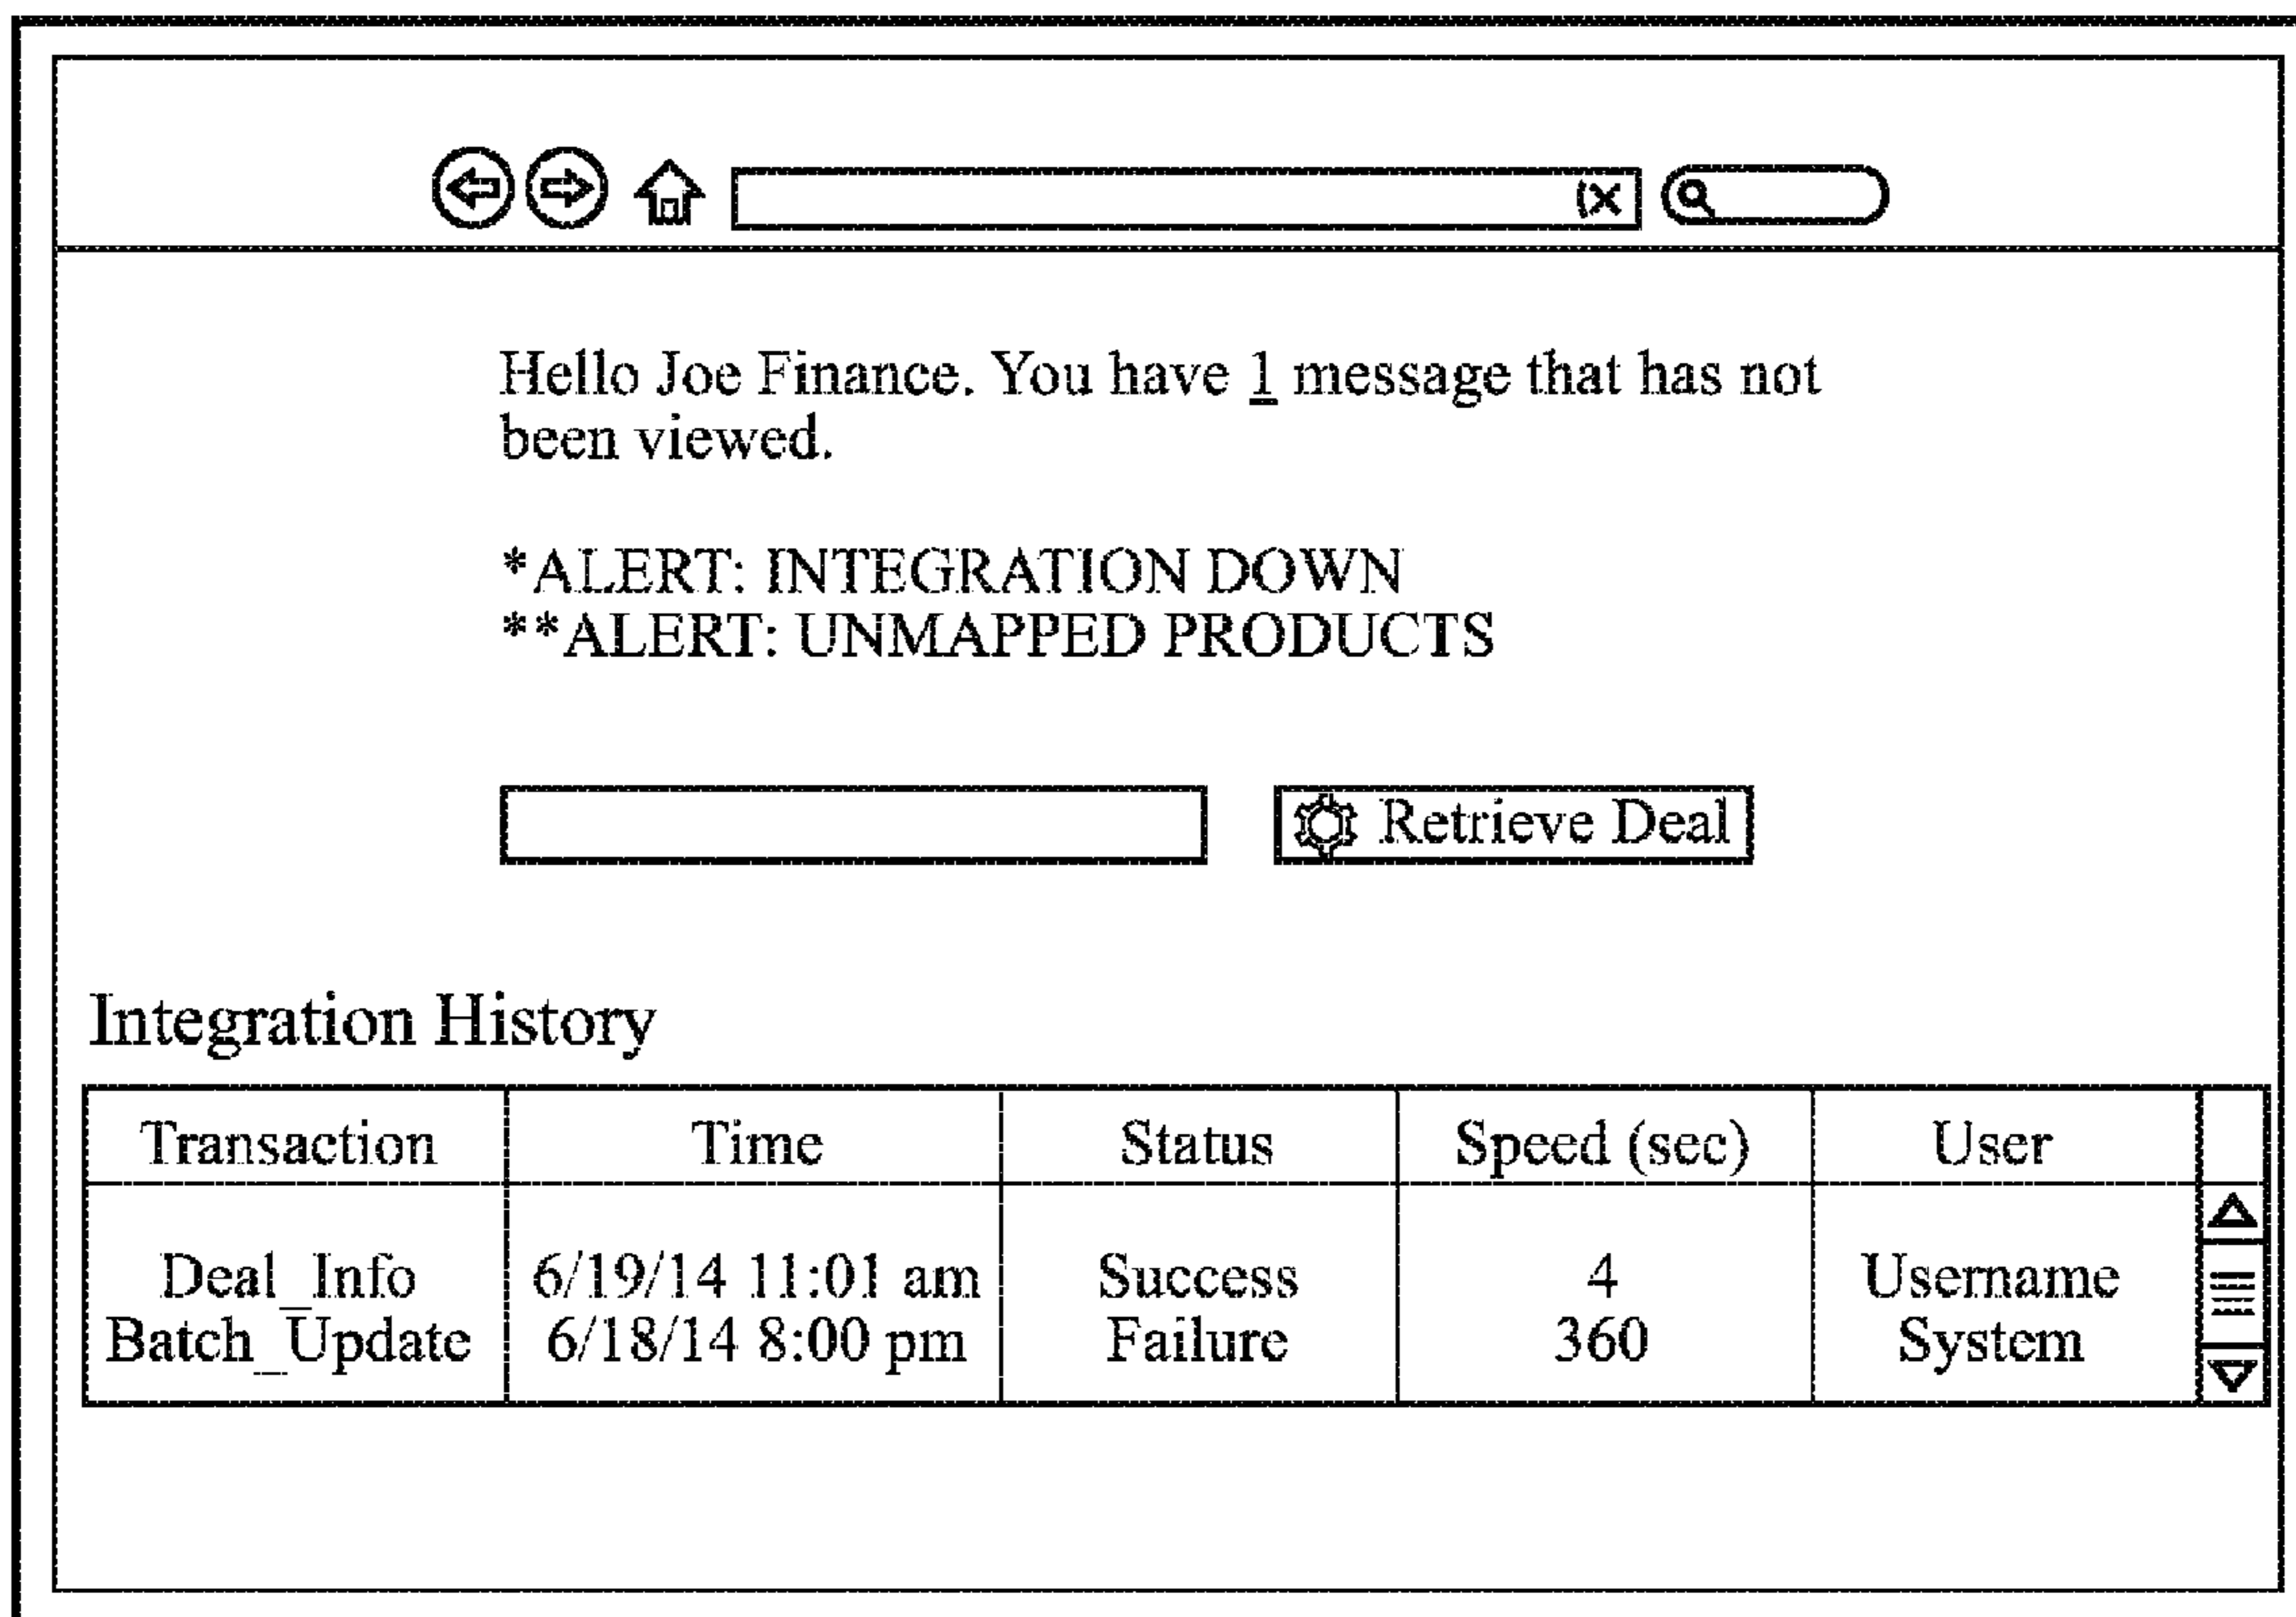 Hello Joe Finance. You have 1 message that has not
been viewed.
*ALERT: INTEGRATION DOWN
**ALERT: UNMAPPED PRODUCTS
Retrieve Deal
Integration History
Transaction Time Status Speed (sec) User
Deal_Info 6/19/14 11:01 am Success 4 Username
Batch_Update 6/18/14 8:00 pm Failure 360 System